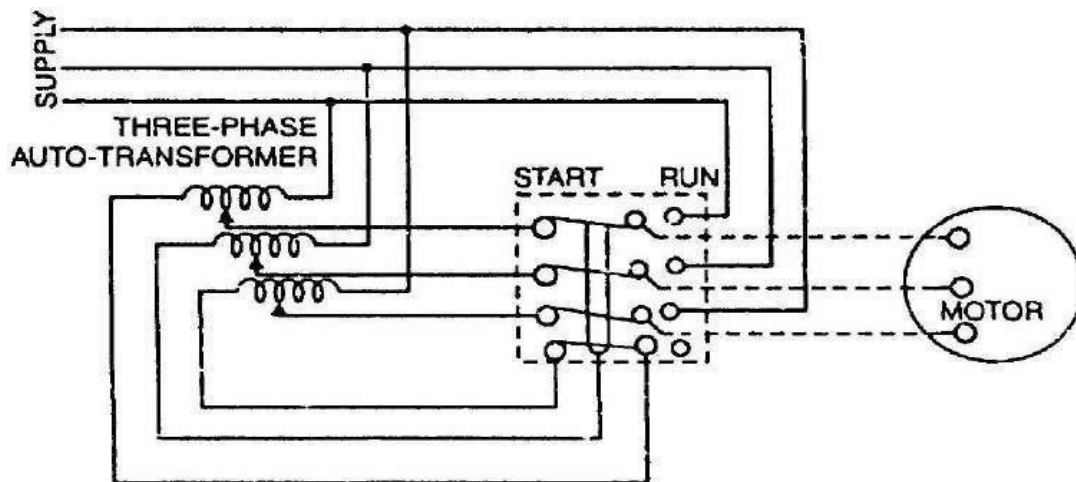 SUPPLY
THREE-PHASE
AUTO-TRANSFORMER
START RUN
MOTOR